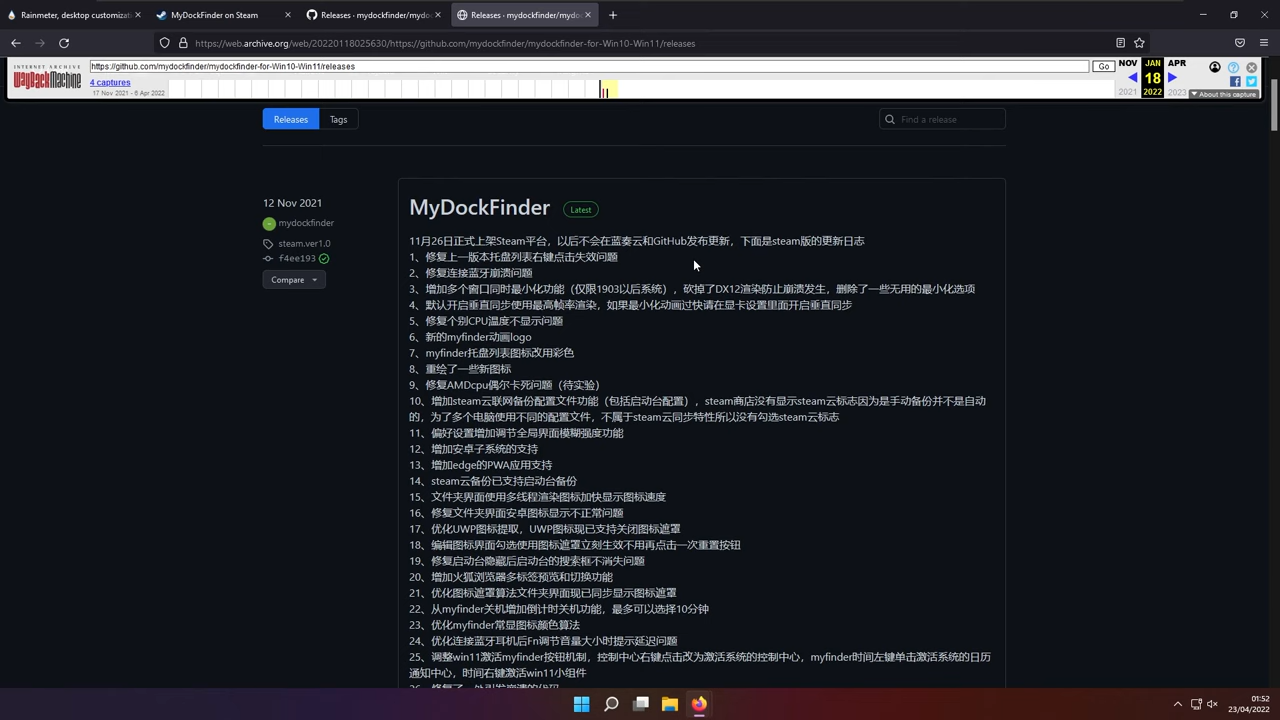 Rainmeter, desktop customizat
MyDockFinder on Steam
Releases · mydockfinder/mydo
Releases · mydockfinder/mydo
https://web.archive.org/web/20220118025630/https://github.com/mydockfinder/mydockfinder-for-Win10-Win11/releases
INTERNET ARCHIVE
WayBackMachine
https://github.com/mydockfinder/mydockfinder-for-Win10-Win11/releases
Go
NOV
JAN
APR
4 captures
18
17 Nov 2021 - 6 Apr 2022
2021
2022
2023
About this capture
Releases
Tags
Find a release
12 Nov 2021
mydockfinder
steam.ver1.0
f4ee193
Compare
MyDockFinder
Latest
11月26日正式上架Steam平台，以后不会在蓝奏云和GitHub发布更新，下面是steam版的更新日志
1、修复上一版本托盘列表右键点击失效问题
2、修复连接蓝牙崩溃问题
3、增加多个窗口同时最小化功能（仅限1903以后系统），砍掉了DX12渲染防止崩溃发生，删除了一些无用的最小化选项
4、默认开启垂直同步使用最高帧率渲染，如果最小化动画过快请在显卡设置里面开启垂直同步
5、修复个别CPU温度不显示问题
6、新的myfinder动画logo
7、myfinder托盘列表图标改用彩色
8、重绘了一些新图标
9、修复AMDcpu偶尔卡死问题（待实验）
10、增加steam云联网备份配置文件功能（包括启动台配置），steam商店没有显示steam云标志因为是手动备份并不是自动
的，为了多个电脑使用不同的配置文件，不属于steam云同步特性所以没有勾选steam云标志
11、偏好设置增加调节全局界面模糊强度功能
12、增加安卓子系统的支持
13、增加edge的PWA应用支持
14、steam云备份已支持启动台备份
15、文件夹界面使用多线程渲染图标加快显示图标速度
16、修复文件夹界面安卓图标显示不正常问题
17、优化UWP图标提取，UWP图标现已支持关闭图标遮罩
18、编辑图标界面勾选使用图标遮罩立刻生效不用再点击一次重置按钮
19、修复启动台隐藏后启动台的搜索框不消失问题
20、增加火狐浏览器多标签预览和切换功能
21、优化图标遮罩算法文件夹界面现已同步显示图标遮罩
22、从myfinder关机增加倒计时关机功能，最多可以选择10分钟
23、优化myfinder常显图标颜色算法
24、优化连接蓝牙耳机后Fn调节音量大小时提示延迟问题
25、调整win11激活myfinder按钮机制，控制中心右键点击改为激活系统的控制中心，myfinder时间左键单击激活系统的日历
通知中心，时间右键激活win11小组件
01:52
23/04/2022